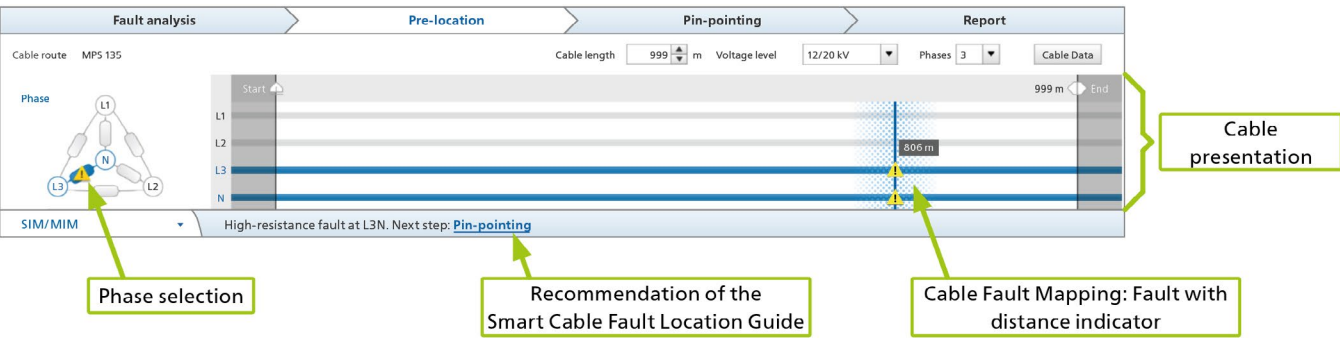 Fault analysis
Pre-location
Pin-pointing
Report
Cable route MPS 135
Cable length 999 m Voltage level 12/20 kV Phases 3 Cable Data
Phase
Start
999 m End
L1
L1
L2
806 m
N
L3
L2
L3
N
SIM/MIM
High-resistance fault at L3N. Next step: Pin-pointing
Cable
presentation
Phase selection
Recommendation of the
Smart Cable Fault Location Guide
Cable Fault Mapping: Fault with
distance indicator